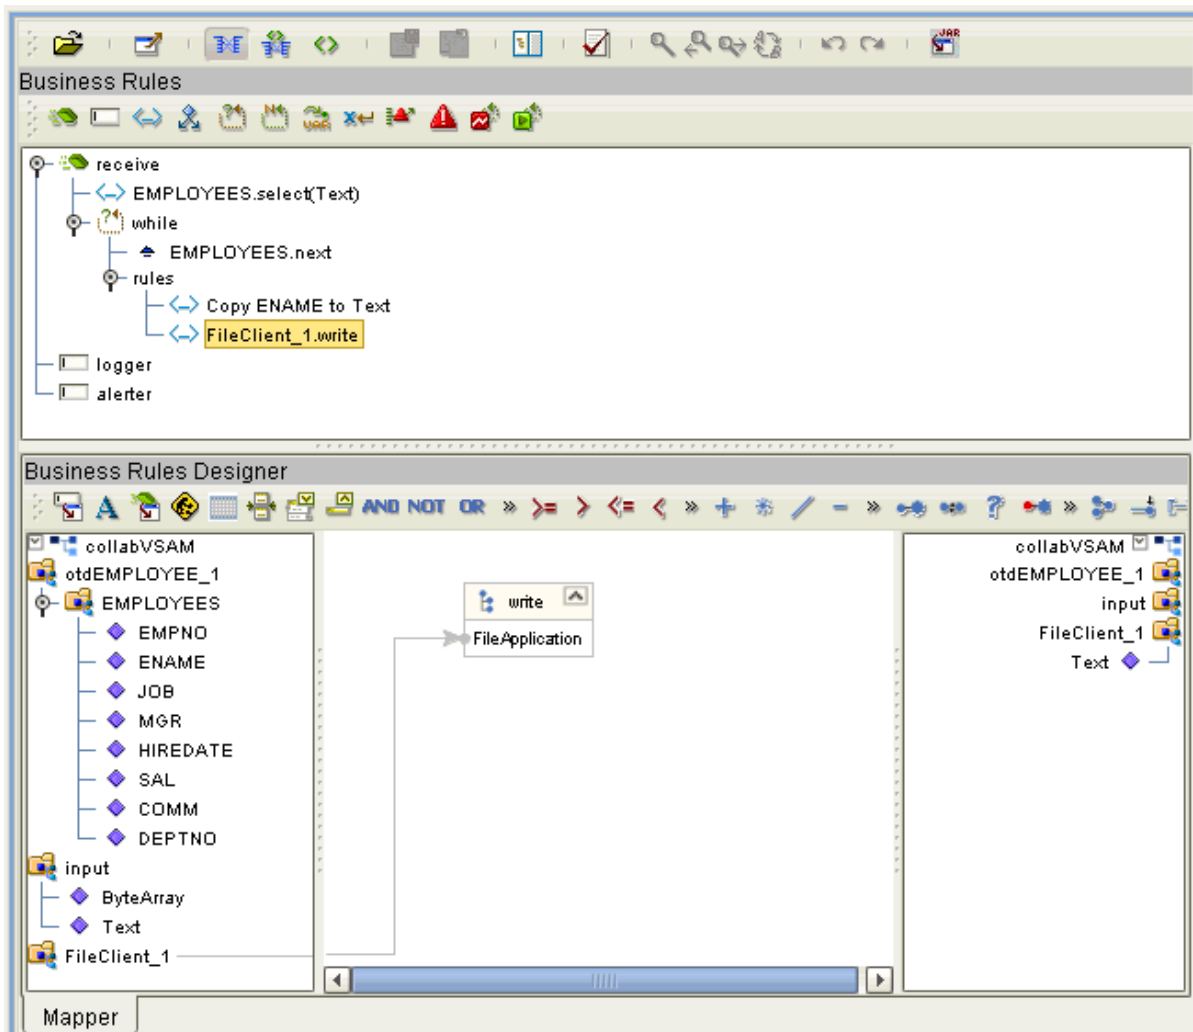 JAR
Business Rules
receive
EMPLOYEES.select(Text)
while
EMPLOYEES.next
rules
Copy ENAME to Text
FileClient_1.write
logger
alerter
Business Rules Designer
A AND NOT OR » >= > <= < » + / - » ? » 
collabVSAM
otdEMPLOYEE_1
EMPLOYEES
EMPNO
ENAME
JOB
MGR
HIREDATE
SAL
COMM
DEPTNO
input
ByteArray
Text
FileClient_1
write
FileApplication
collabVSAM
otdEMPLOYEE_1
input
FileClient_1
Text
Mapper